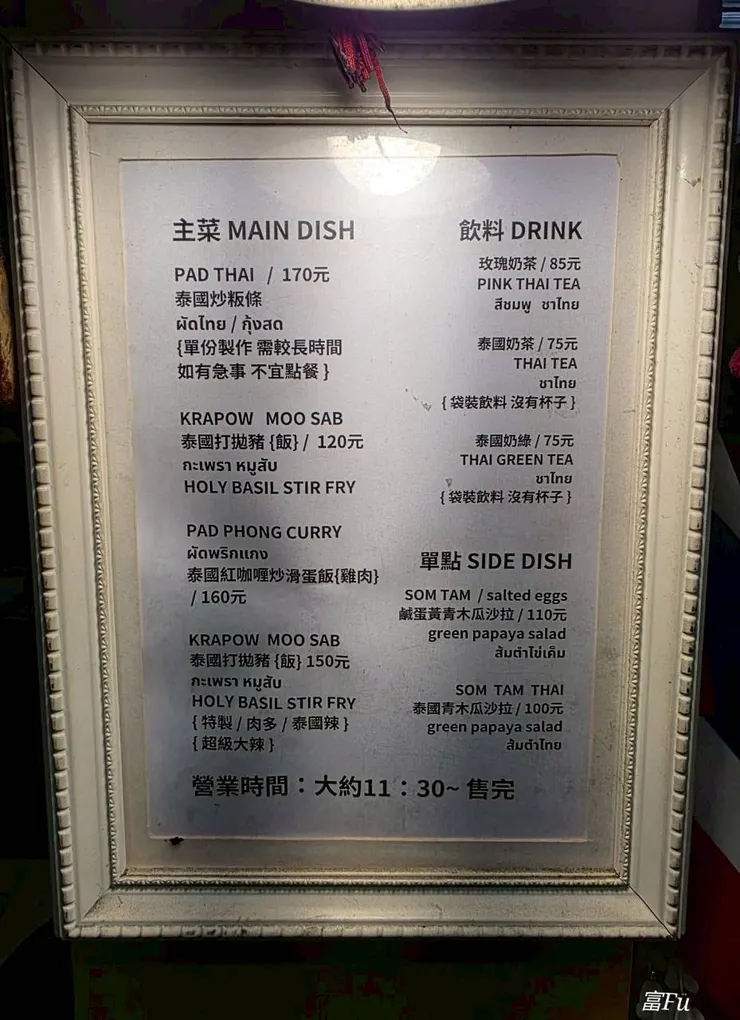 主菜 MAIN DISH
PAD THAI / 170元
泰國炒粄條
ผัดไทย / กุ้งสด
{單份製作 需較長時間
如有急事 不宜點餐 }
KRAPOW MOO SAB
泰國打拋豬 {飯} / 120元
กะเพรา หมูสับ
HOLY BASIL STIR FRY
PAD PHONG CURRY
ผัดพริกแกง
泰國紅咖喱炒滑蛋飯{雞肉}
/ 160元
KRAPOW MOO SAB
泰國打拋豬 {飯} 150元
กะเพรา หมูสับ
HOLY BASIL STIR FRY
{ 特製 / 肉多 / 泰國辣 }
{ 超級大辣 }
飲料 DRINK
玫瑰奶茶 / 85元
PINK THAI TEA
สีชมพู ชาไทย
泰國奶茶 / 75元
THAI TEA
ชาไทย
{ 袋裝飲料 沒有杯子 }
泰國奶綠 / 75元
THAI GREEN TEA
ชาไทย
{ 袋裝飲料 沒有杯子 }
單點 SIDE DISH
SOM TAM / salted eggs
鹹蛋黃青木瓜沙拉 / 110元
green papaya salad
ส้มตำไข่เค็ม
SOM TAM THAI
泰國青木瓜沙拉 / 100元
green papaya salad
ส้มตำไทย
營業時間：大約11：30~ 售完
富Fu